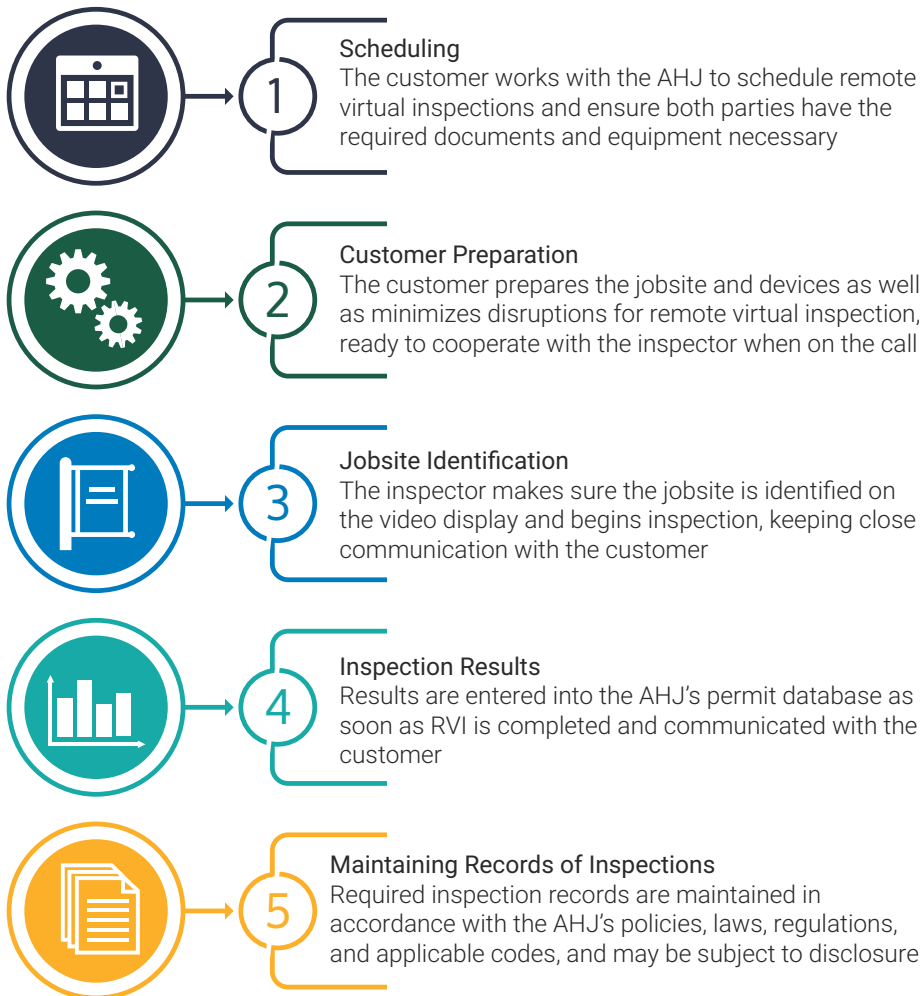 1
Scheduling
The customer works with the AHJ to schedule remote
virtual inspections and ensure both parties have the
required documents and equipment necessary
2
Customer Preparation
The customer prepares the jobsite and devices as well
as minimizes disruptions for remote virtual inspection,
ready to cooperate with the inspector when on the call
3
Jobsite Identification
The inspector makes sure the jobsite is identified on
the video display and begins inspection, keeping close
communication with the customer
4
Inspection Results
Results are entered into the AHJ's permit database as
soon as RVI is completed and communicated with the
customer
5
Maintaining Records of Inspections
Required inspection records are maintained in
accordance with the AHJ's policies, laws, regulations,
and applicable codes, and may be subject to disclosure